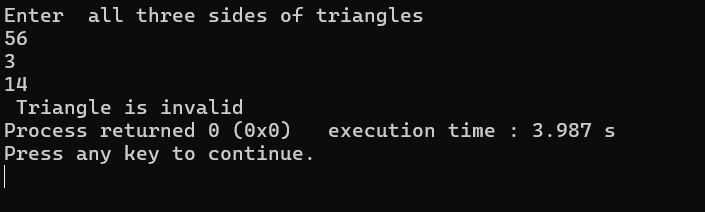 Enter  all three sides of triangles
56
3
14
 Triangle is invalid
Process returned 0 (0x0)   execution time : 3.987 s
Press any key to continue.